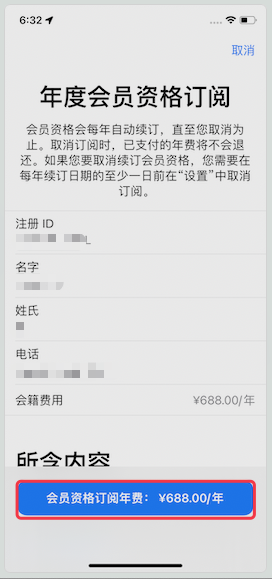 6:32
取消
年度会员资格订阅
会员资格会每年自动续订，直至您取消为
止。取消订阅时，已支付的年费将不会退
还。如果您要取消续订会员资格，您需要在
每年续订日期的至少一日前在“设置”中取消
订阅。
注册 ID
名字
姓氏
电话
会籍费用 ¥688.00/年
所含内容
会员资格订阅年费： ¥688.00/年